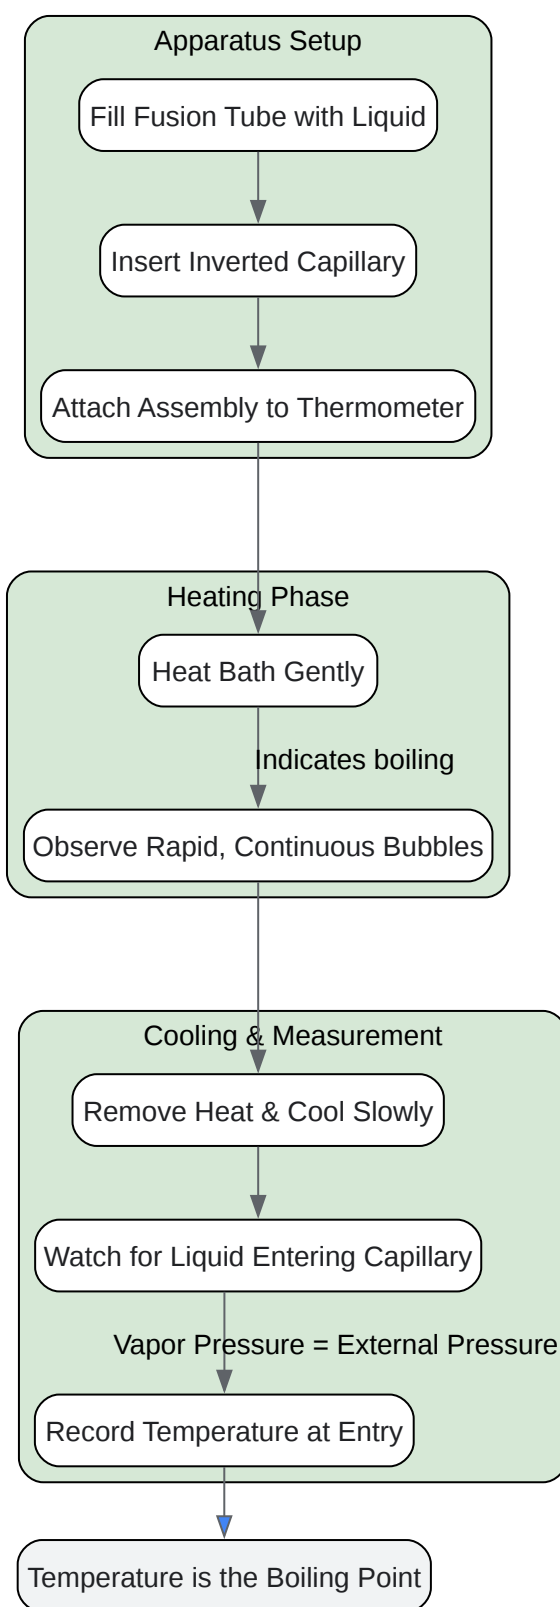 Apparatus Setup
Fill Fusion Tube with Liquid
Insert Inverted Capillary
Attach Assembly to Thermometer
Heating Phase
Heat Bath Gently
Indicates boiling
Observe Rapid, Continuous Bubbles
Cooling & Measurement
Remove Heat & Cool Slowly
Watch for Liquid Entering Capillary
Vapor Pressure = External Pressure
Record Temperature at Entry
Temperature is the Boiling Point